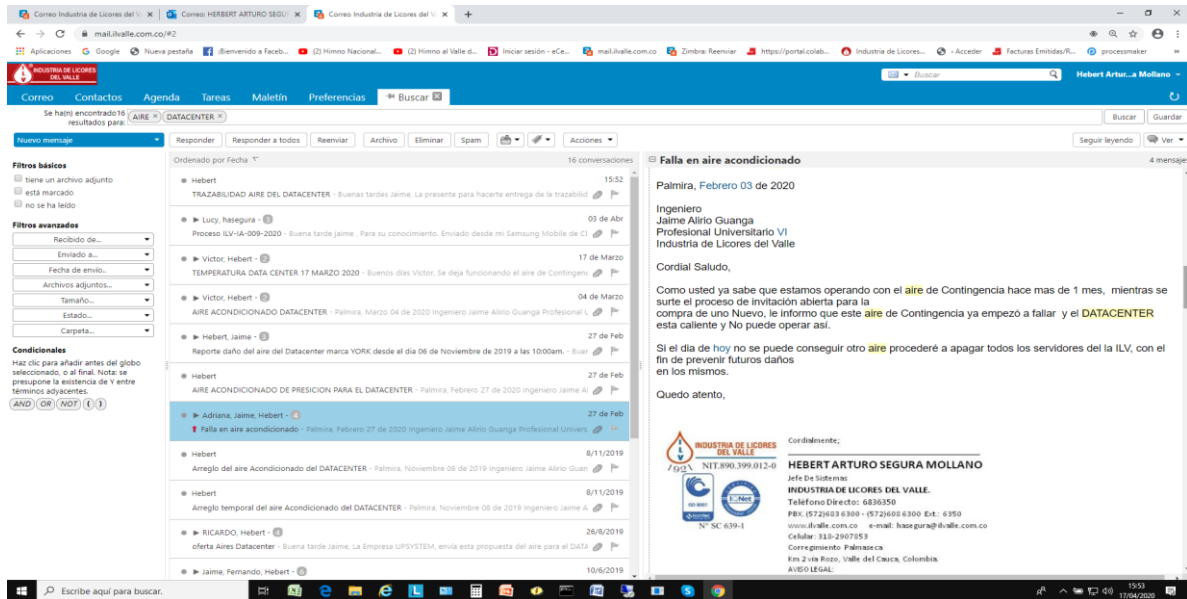 Correo Industria de Licores del V
Correo: HERBERT ARTURO SEGU
Correo Industria de Licores del V
mail.ilvalle.com.co/#2
Aplicaciones
Google
Nueva pestaña
¡Bienvenido a Faceb...
(2) Himno Nacional...
(2) Himno al Valle d...
Iniciar sesión - eCe...
mail.ilvalle.com.co
Zimbra: Reenviar
https://portal.colab...
Industria de Licores...
- Acceder
Facturas Emitidas/R...
processmaker
INDUSTRIA DE LICORES
DEL VALLE
Buscar
Hebert Artur...a Mollano
Correo Contactos Agenda Tareas Maletín Preferencias Buscar
Se ha(n) encontrado16
resultados para:
AIRE × DATACENTER ×
Buscar Guardar
Nuevo mensaje
Responder Responder a todos Reenviar Archivo Eliminar Spam Acciones
Seguir leyendo Ver
Filtros básicos
tiene un archivo adjunto
está marcado
no se ha leído
Filtros avanzados
Recibido de...
Enviado a...
Fecha de envío..
Archivos adjuntos...
Tamaño...
Estado...
Carpeta...
Condicionales
Haz clic para añadir antes del globo
seleccionado, o al final. Nota: se
presupone la existencia de Y entre
términos adyacentes.
AND OR NOT ( )
Ordenado por Fecha 16 conversaciones
Hebert 15:52
TRAZABILIDAD AIRE DEL DATACENTER - Buenas tardes Jaime, La presente para hacerte entrega de la trazabilid
Lucy, hasegura - 3 03 de Abr
Proceso ILV-IA-009-2020 - Buena tarde jaime , Para su conocimiento. Enviado desde mi Samsung Mobile de Cl
Victor, Hebert - 2 17 de Marzo
TEMPERATURA DATA CENTER 17 MARZO 2020 - Buenos días Victor, Se deja funcionando el aire de Contingenc
Victor, Hebert - 2 04 de Marzo
AIRE ACONDICIONADO DATACENTER - Palmira, Marzo 04 de 2020 Ingeniero Jaime Alirio Guanga Profesional U
Hebert, Jaime - 2 27 de Feb
Reporte daño del aire del Datacenter marca YORK desde el dia 06 de Noviembre de 2019 a las 10:00am. - Buer
Hebert 27 de Feb
AIRE ACONDICIONADO DE PRESICION PARA EL DATACENTER - Palmira, Febrero 27 de 2020 Ingeniero Jaime Al
Adriana, Jaime, Hebert - 4 27 de Feb
Falla en aire acondicionado - Palmira, Febrero 27 de 2020 Ingeniero Jaime Alirio Guanga Profesional Univers
Hebert 8/11/2019
Arreglo del aire Acondicionado del DATACENTER - Palmira, Noviembre 08 de 2019 Ingeniero Jaime Alirio Guan
Hebert 8/11/2019
Arreglo temporal del aire Acondicionado del DATACENTER - Palmira, Noviembre 08 de 2019 Ingeniero Jaime A
RICARDO, Hebert - 4 26/8/2019
oferta Aires Datacenter - Buena tarde Jaime, La Empresa UPSYSTEM, envía esta propuesta del aire para el DATA
Jaime, Fernando, Hebert - 6 10/6/2019
Falla en aire acondicionado 4 mensaje
Palmira, Febrero 03 de 2020
Ingeniero
Jaime Alirio Guanga
Profesional Universitario VI
Industria de Licores del Valle
Cordial Saludo,
Como usted ya sabe que estamos operando con el aire de Contingencia hace mas de 1 mes, mientras se
surte el proceso de invitación abierta para la
compra de uno Nuevo, le informo que este aire de Contingencia ya empezó a fallar y el DATACENTER
esta caliente y No puede operar así.
Si el dia de hoy no se puede conseguir otro aire procederé a apagar todos los servidores del la ILV, con el
fin de prevenir futuros daños
en los mismos.
Quedo atento,
INDUSTRIA DE LICORES
DEL VALLE
1921 NIT.890.399.012-0
IQNet
N° SC 639-1
Cordialmente;
HEBERT ARTURO SEGURA MOLLANO
Jefe De Sistemas
INDUSTRIA DE LICORES DEL VALLE.
Teléfono Directo: 6836350
PBX. (572)603 6300 - (572)608 6300 Ext.: 6350
www.ilvalle.com.co e-mail: hasegura@ilvalle.com.co
Celular: 318-2907853
Corregimiento Palmaseca
Km 2 vía Rozo, Valle del Cauca, Colombia.
AVISO LEGAL:
Escribe aquí para buscar.
15:53
17/04/2020